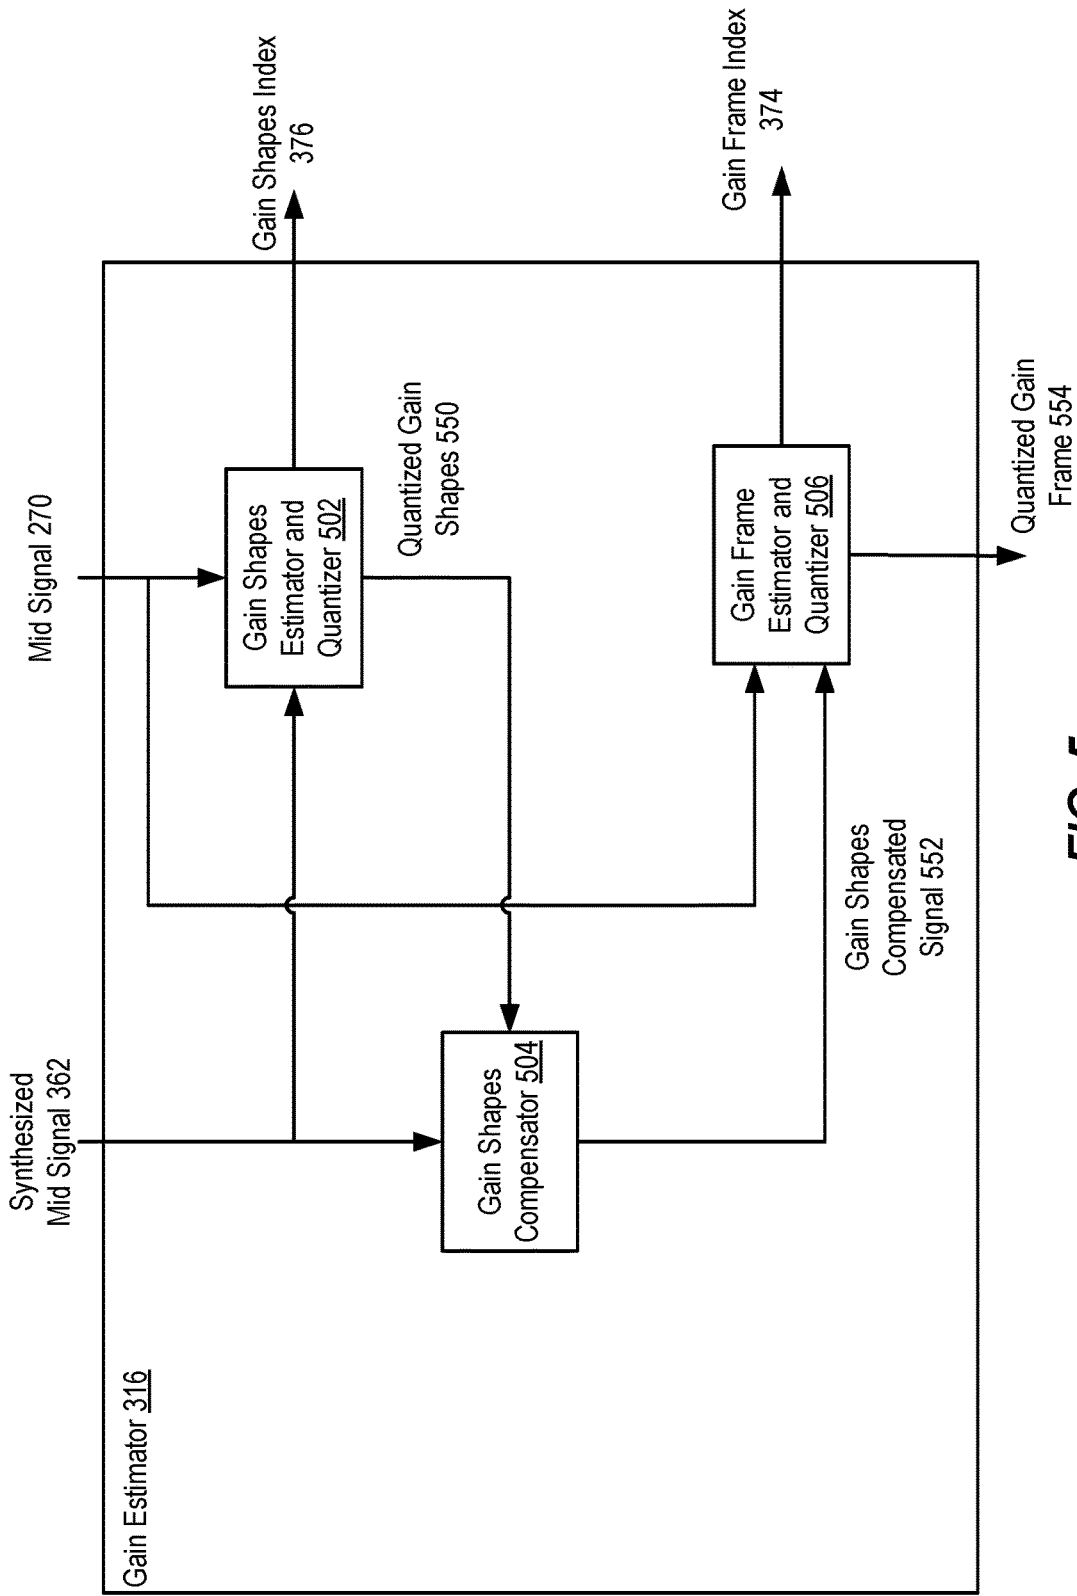 Gain Estimator 316
Synthesized
Mid Signal 362
Mid Signal 270
Gain Shapes
Estimator and
Quantizer 502
Gain Shapes Index
376
Quantized Gain
Shapes 550
Gain Shapes
Compensator 504
Gain Frame
Estimator and
Quantizer 506
Gain Frame Index
374
Gain Shapes
Compensated
Signal 552
Quantized Gain
Frame 554
FIG.